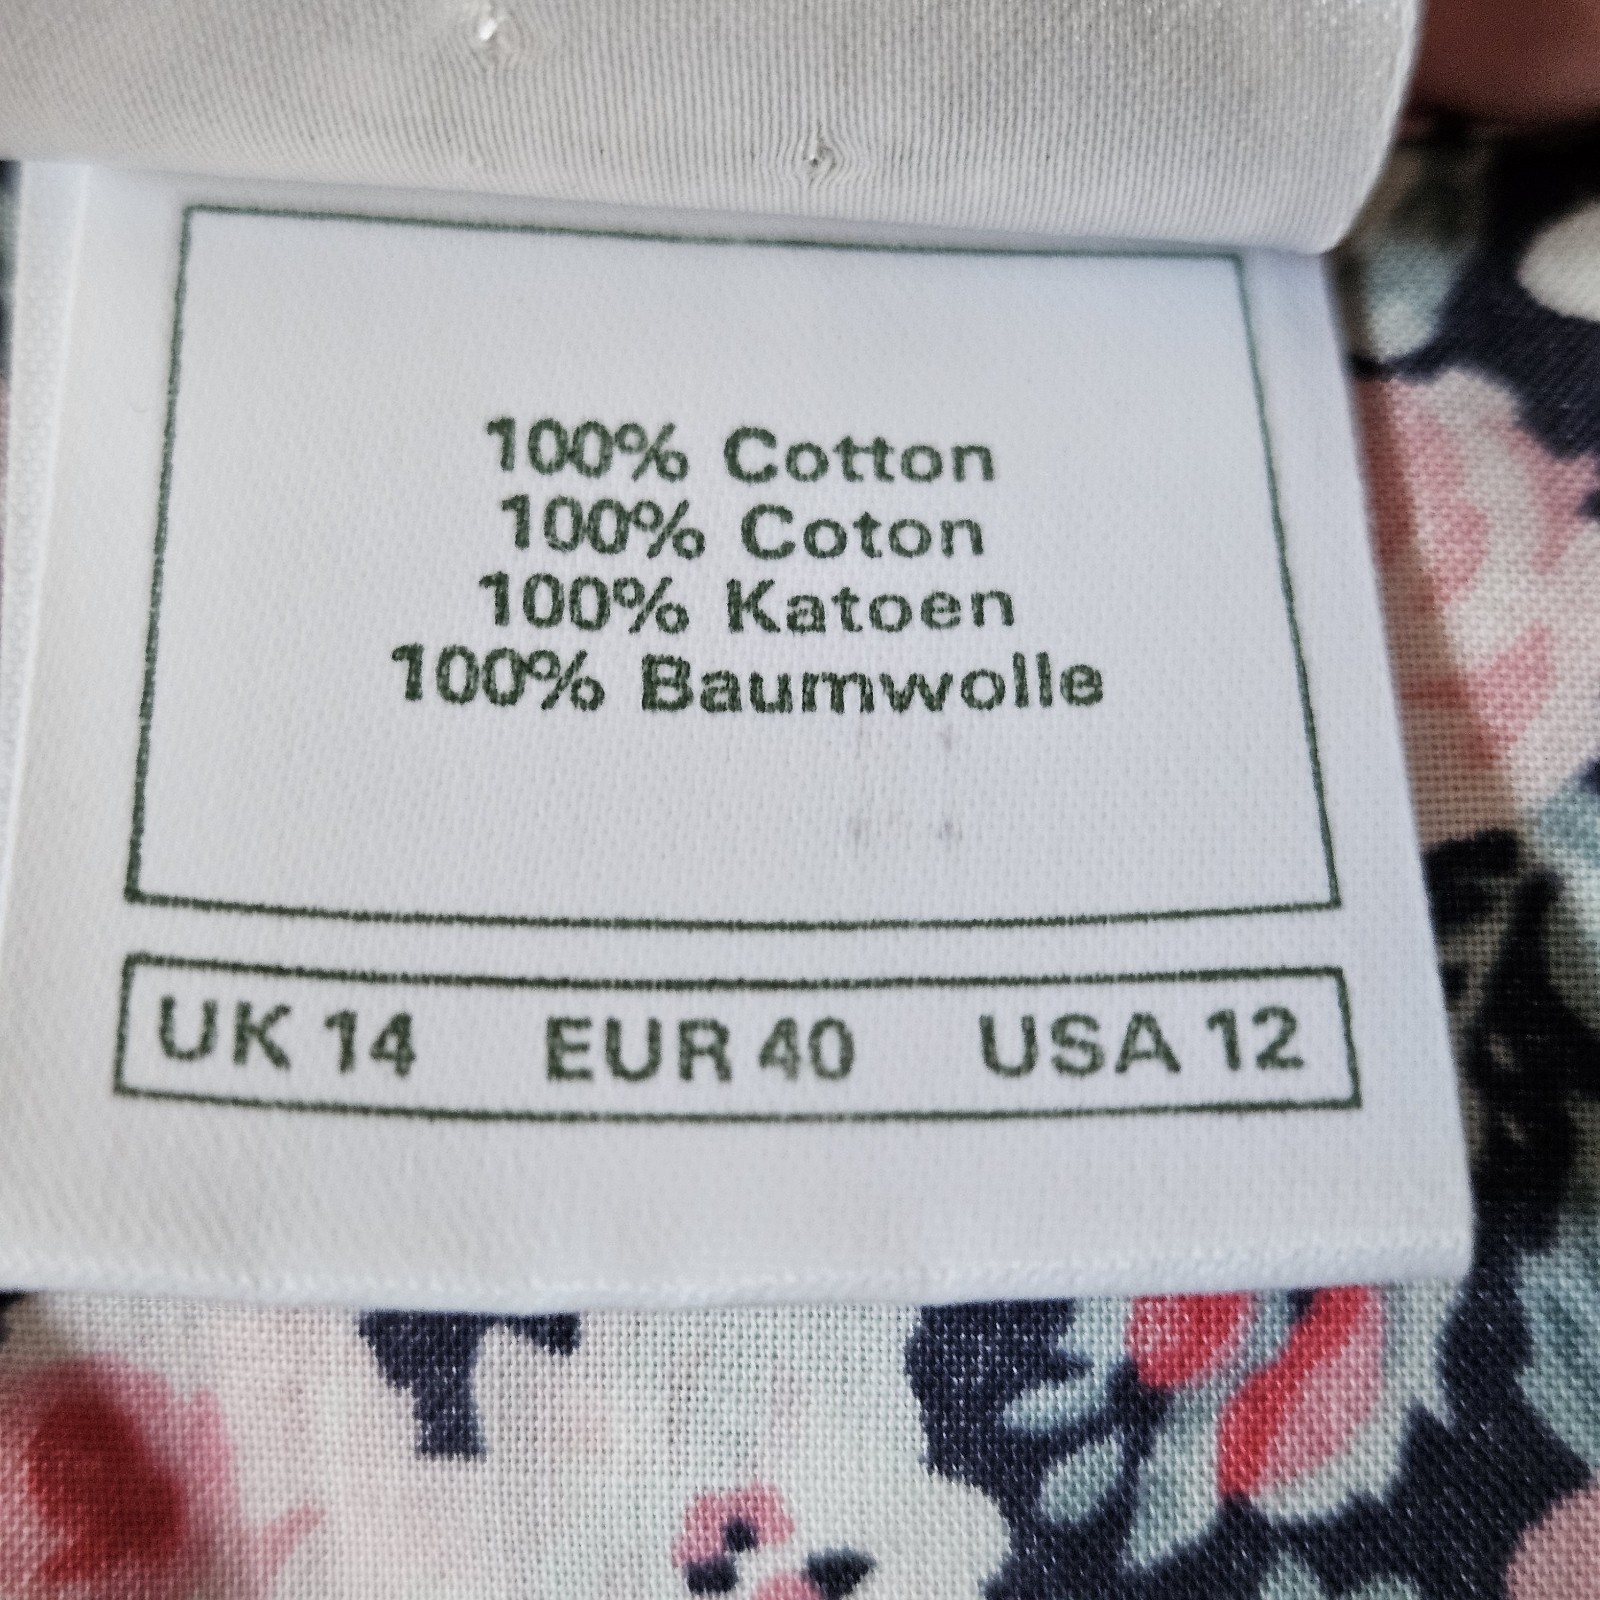 100% Cotton
100% Coton
100% Katoen
100% Baumwolle
UK 14 EUR 40 USA 12